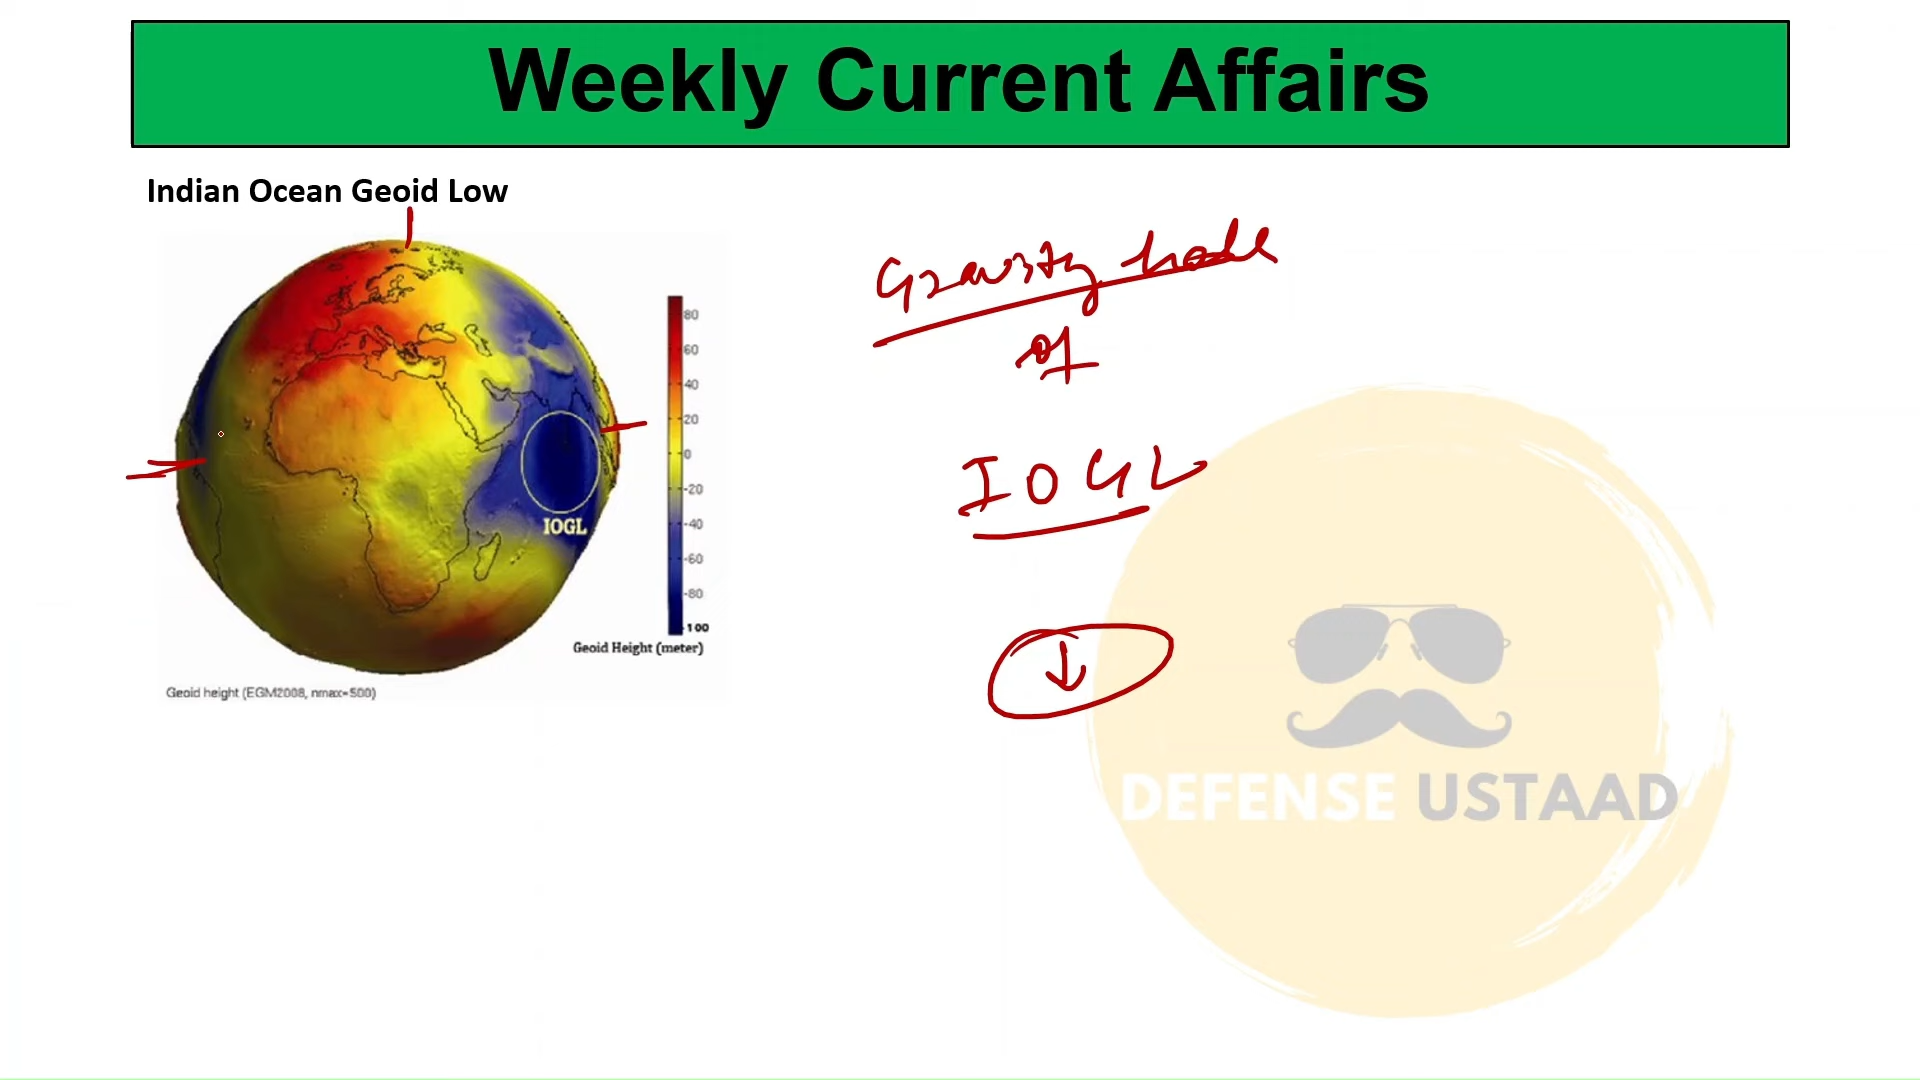 Weekly Current Affairs
Indian Ocean Geoid Low
80
60
40
20
0
-20
-40
-60
-80
100
IOGL
Geoid Height (meter)
Geoid height (EGM2008, nmax=500)
Gravity hole
of
IOGL
DEFENSE USTAAD